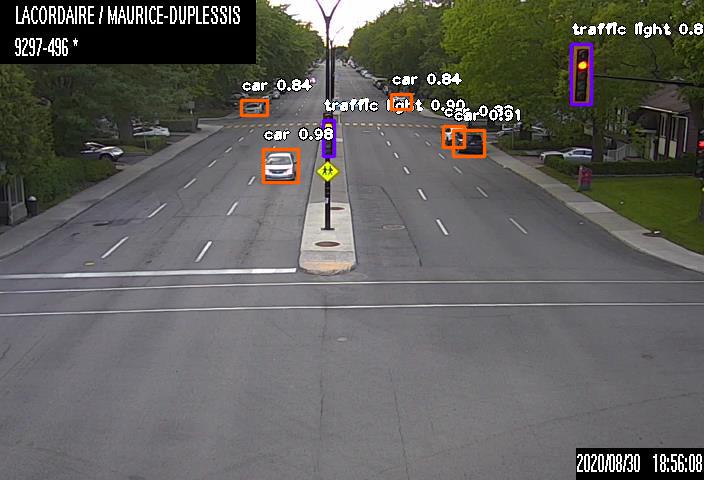 LACORDAIRE / MAURICE-DUPLESSIS
9297-496 *
traffic light 0.8
car 0.84
car 0.84
traffic light 0.90
car 0.91
car 0.98
2020/08/30 18:56:08